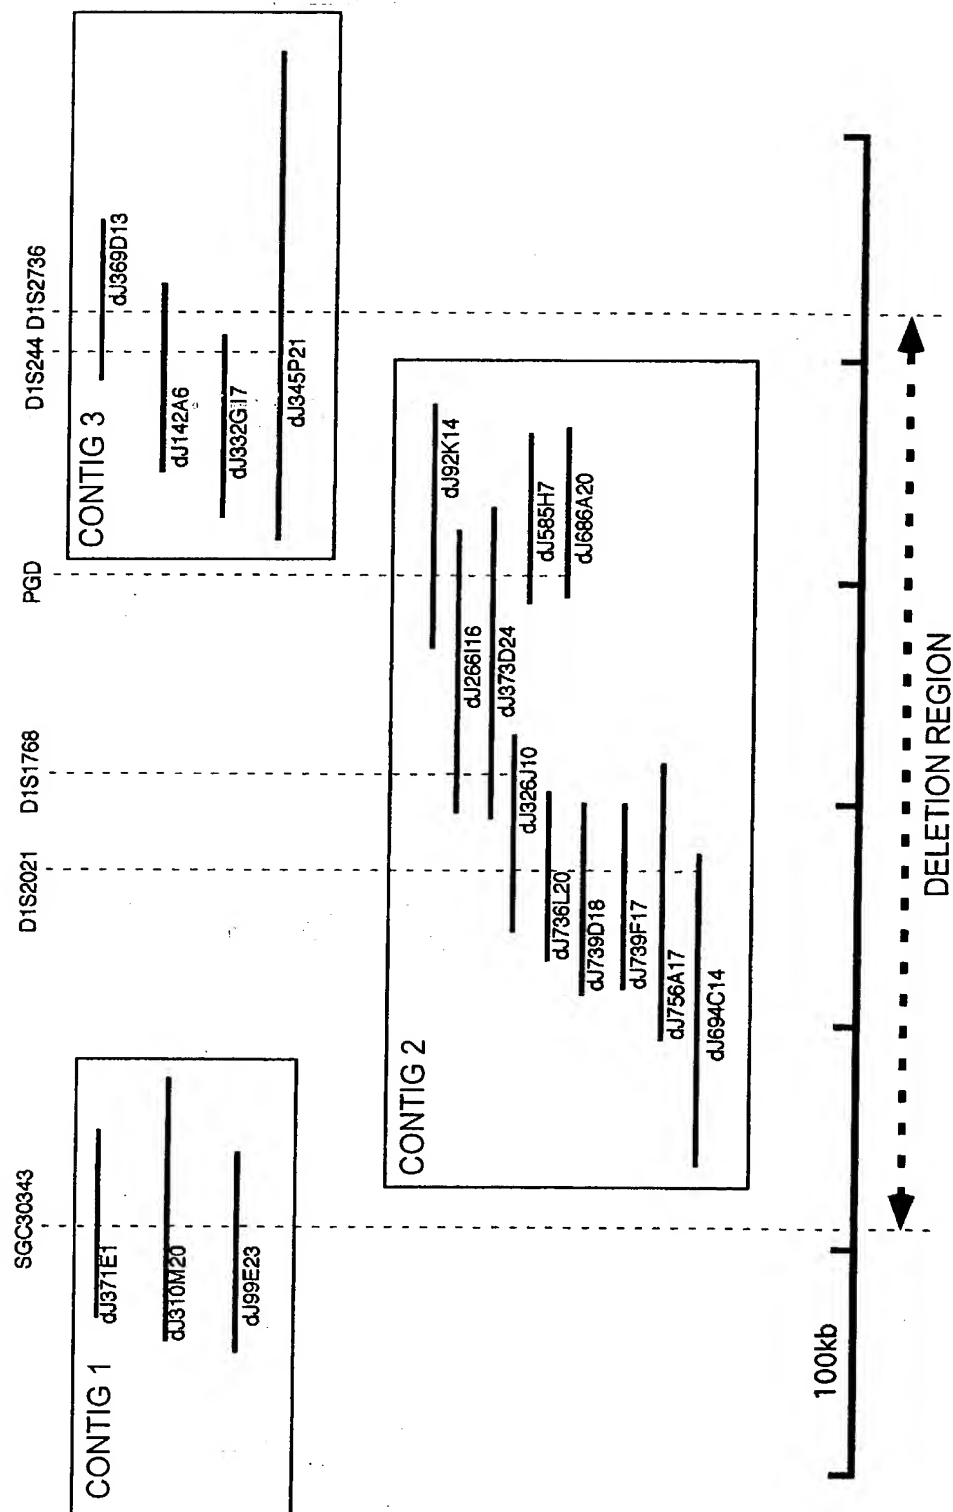 SGC30343
D1S2021
D1S1768
PGD
D1S244
D1S2736
CONTIG 1
dJ371E1
dJ310M20
dJ99E23
CONTIG 3
dJ369D13
dJ142A6
dJ332G17
dJ345P21
CONTIG 2
dJ92K14
dJ266I16
dJ373D24
dJ585H7
dJ686A20
dJ326J10
dJ736L20
dJ739D18
dJ739F17
dJ756A17
dJ694C14
100kb
DELETION REGION